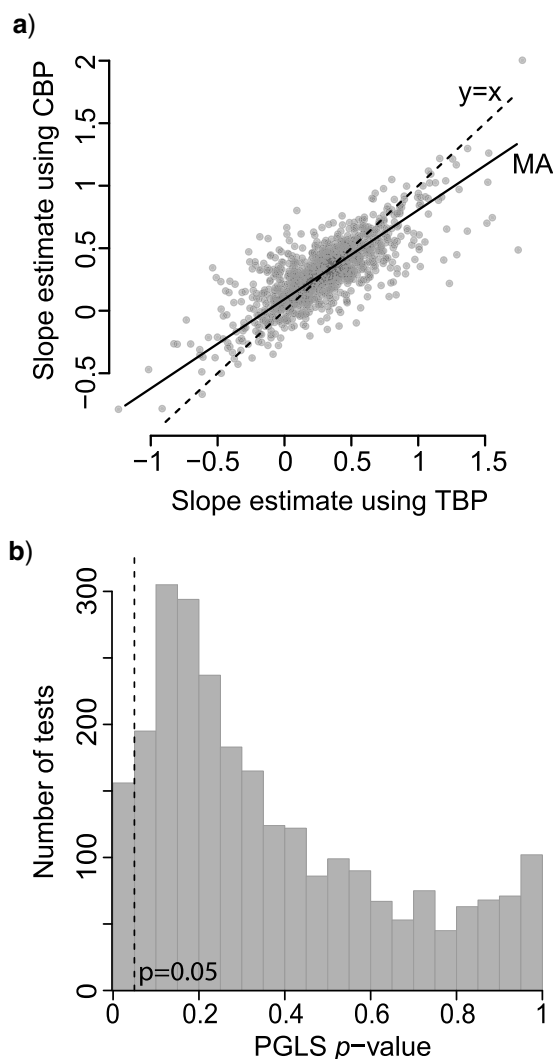 a)
Slope estimate using CBP
2
1.5
1
0.5
0
−0.5
y=x
MA
−1
−0.5
0
0.5
1
1.5
Slope estimate using TBP
b)
Number of tests
300
200
100
0
p=0.05
0
0.2
0.4
0.6
0.8
1
PGLS p−value